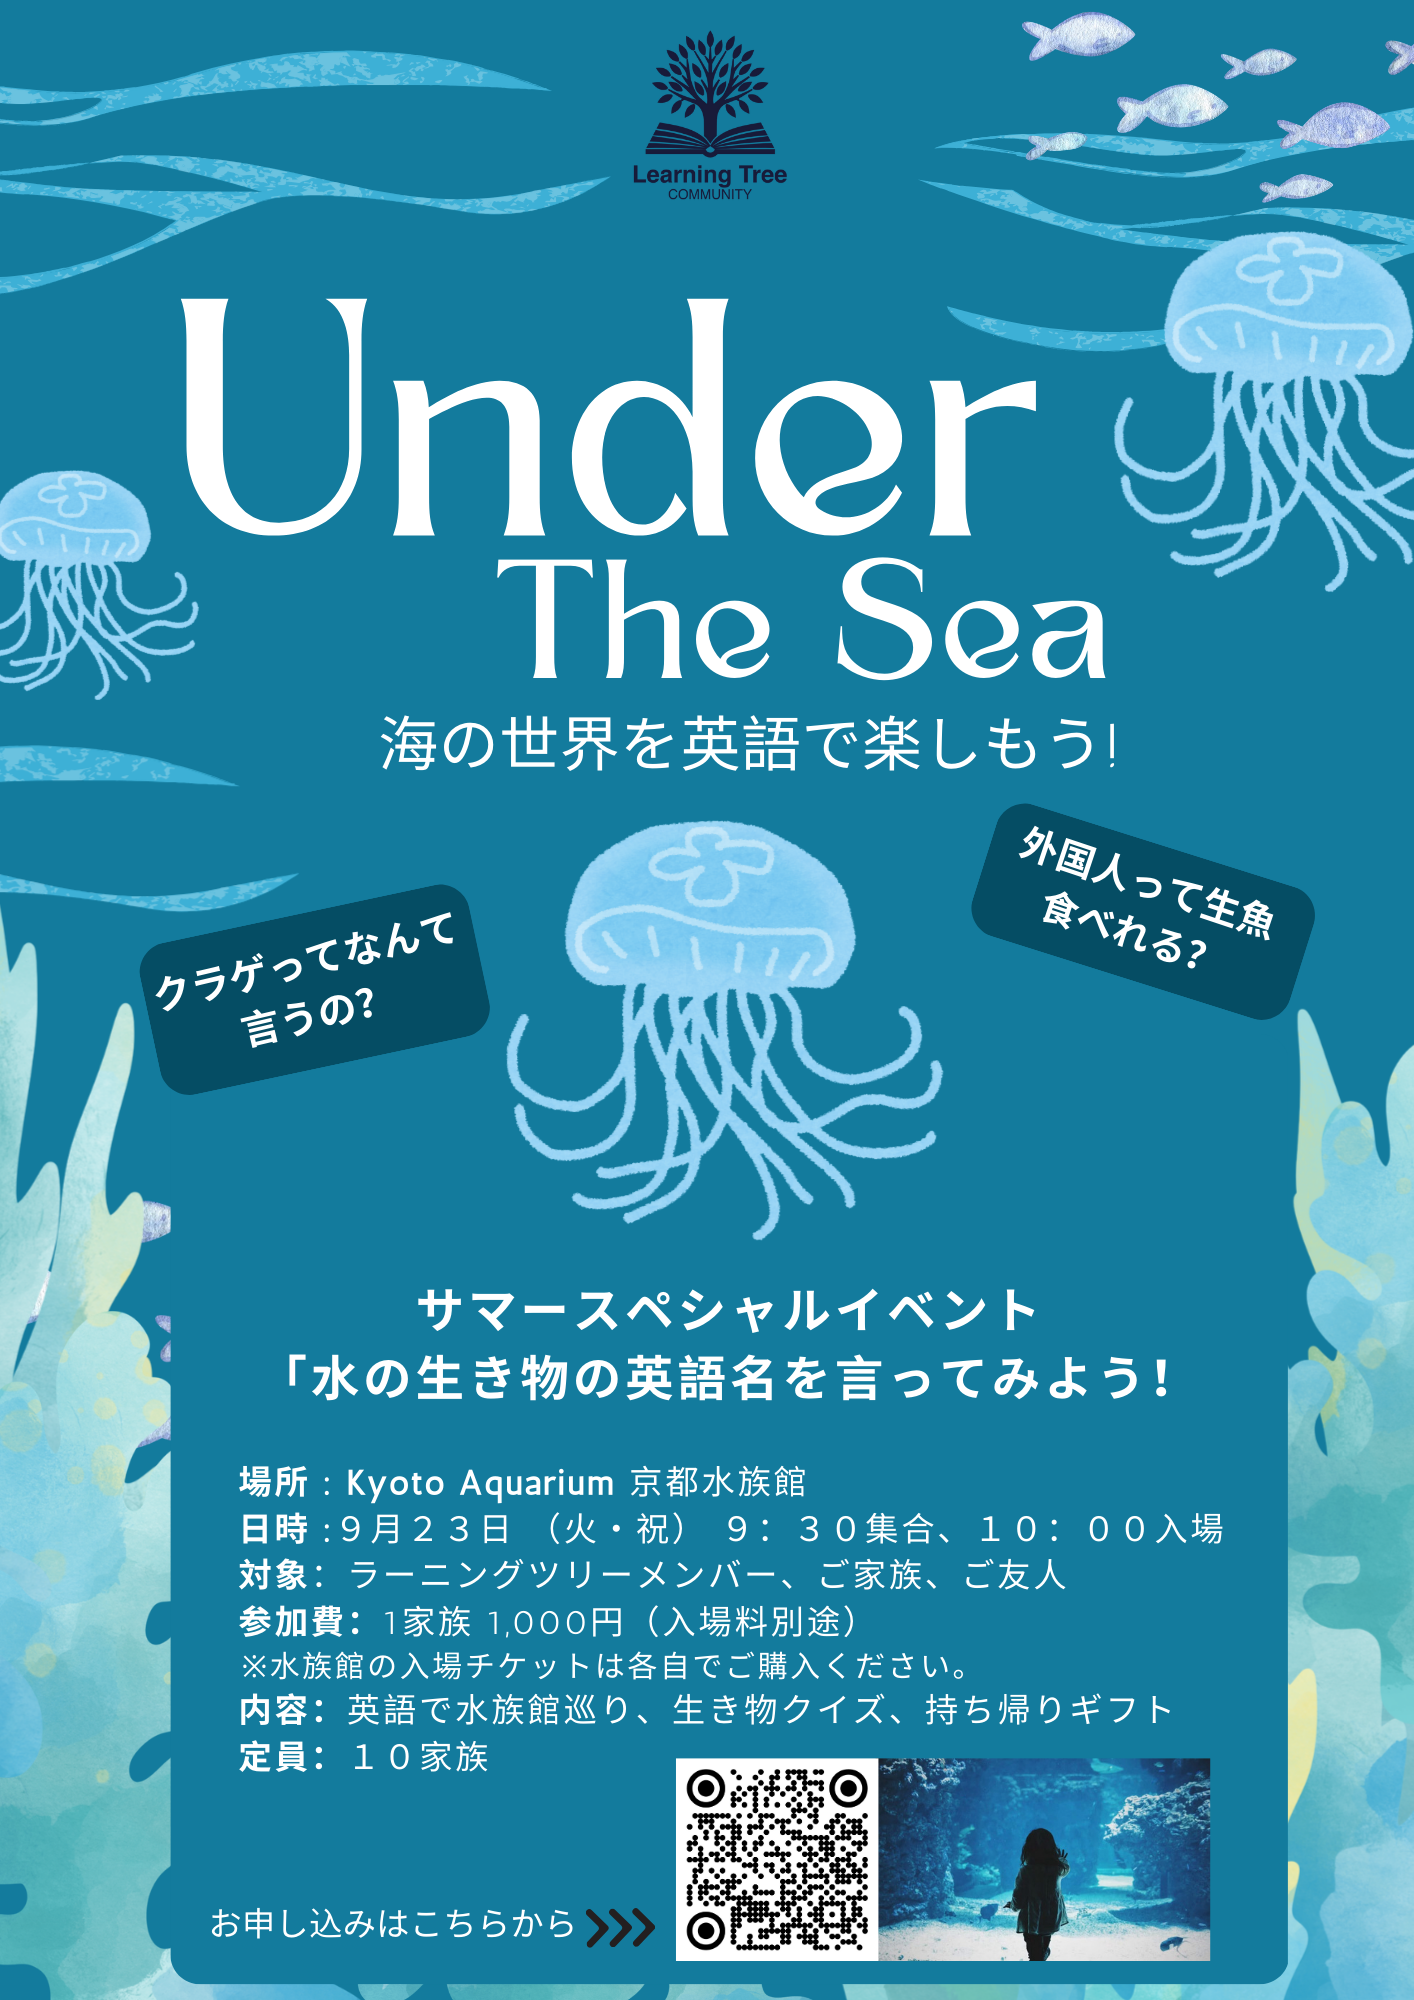 Learning Tree
COMMUNITY
Under
The Sea
海の世界を英語で楽しもう!
外国人って生魚
食べれる?
クラゲってなんて
言うの?
サマースペシャルイベント
「水の生き物の英語名を言ってみよう!
場所 : Kyoto Aquarium 京都水族館
日時 :９月２３日 （火・祝） ９：３０集合、１０：００入場
対象：ラーニングツリーメンバー、ご家族、ご友人
参加費：1家族 1,000円（入場料別途）
※水族館の入場チケットは各自でご購入ください。
内容：英語で水族館巡り、生き物クイズ、持ち帰りギフト
定員：１０家族
お申し込みはこちらから